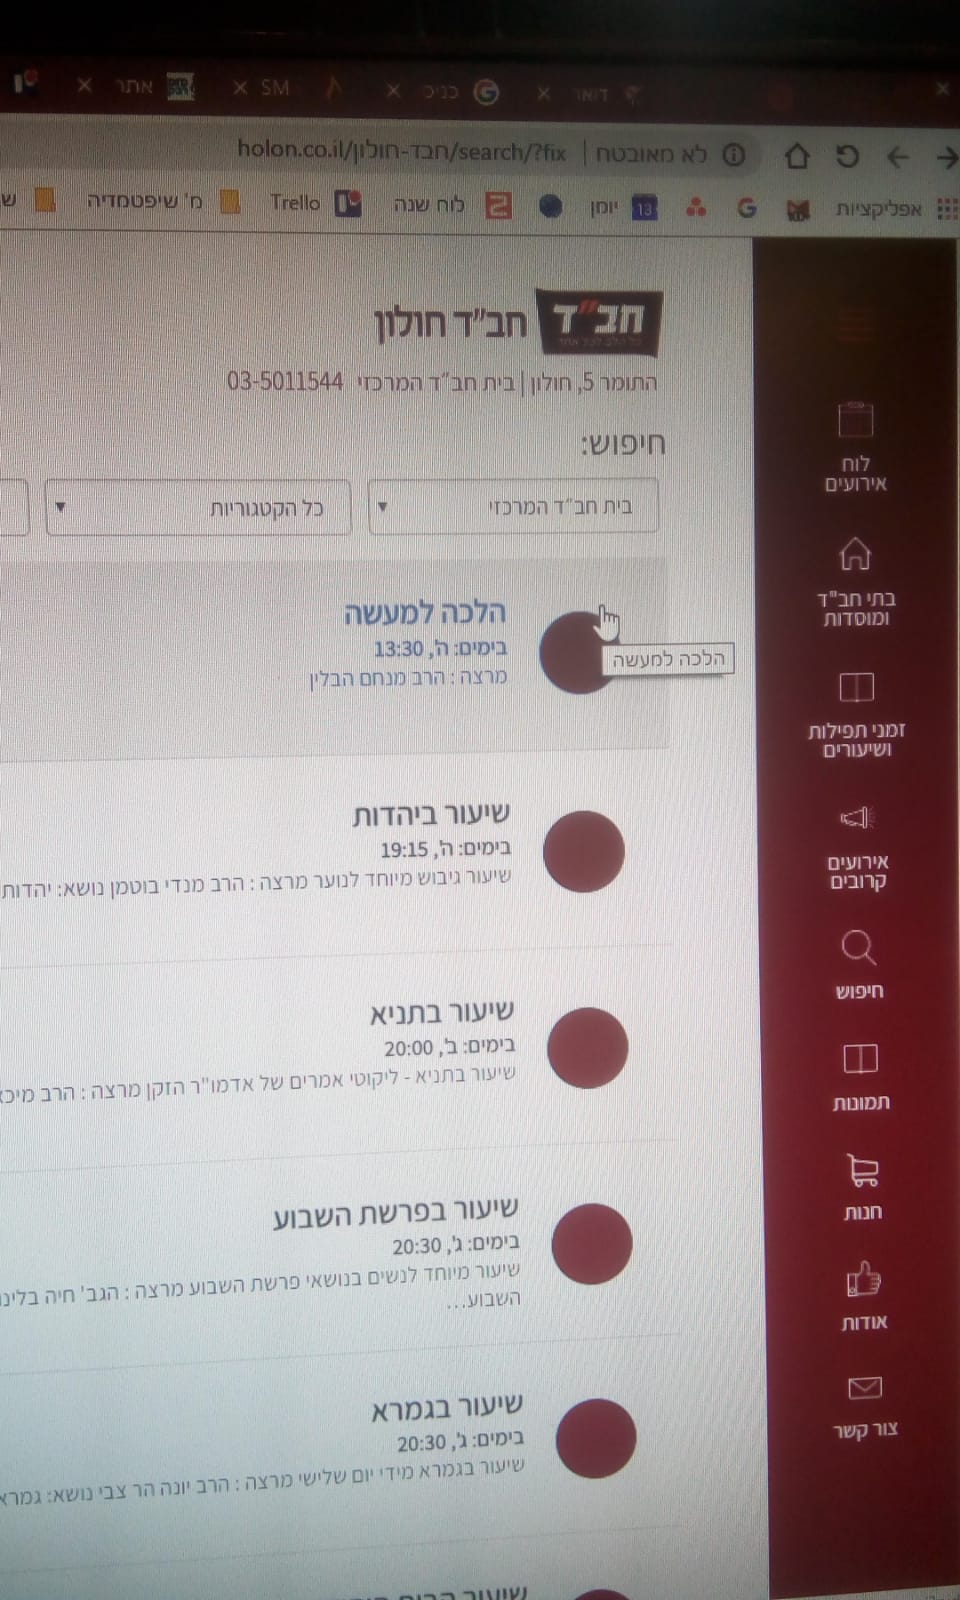 דואר
כניס
SM
אתר
לא מאובטח | holon.co.il/חבד-חולון/search/?fix
אפליקציות
13
יומן
לוח שנה
Trello
מ' שיפטמדיה
חב"ד
חב"ד חולון
התומר 5, חולון | בית חב"ד המרכזי 03-5011544
חיפוש:
בית חב"ד המרכזי
כל הקטגוריות
הלכה למעשה
בימים: ה', 13:30
מרצה : הרב מנחם הבלין
הלכה למעשה
שיעור ביהדות
בימים: ה', 19:15
שיעור גיבוש מיוחד לנוער מרצה : הרב מנדי בוטמן נושא: יהדות
שיעור בתניא
בימים: ב', 20:00
שיעור בתניא - ליקוטי אמרים של אדמו"ר הזקן מרצה : הרב
שיעור בפרשת השבוע
בימים: ג', 20:30
שיעור מיוחד לנשים בנושאי פרשת השבוע מרצה : הגב' חיה
השבוע...
שיעור בגמרא
בימים: ג', 20:30
שיעור בגמרא מידי יום שלישי מרצה : הרב יונה הר צבי נושא: גמרא
לוח
אירועים
בתי חב"ד
ומוסדות
זמני תפילות
ושיעורים
אירועים
קרובים
חיפוש
תמונות
חנות
אודות
צור קשר